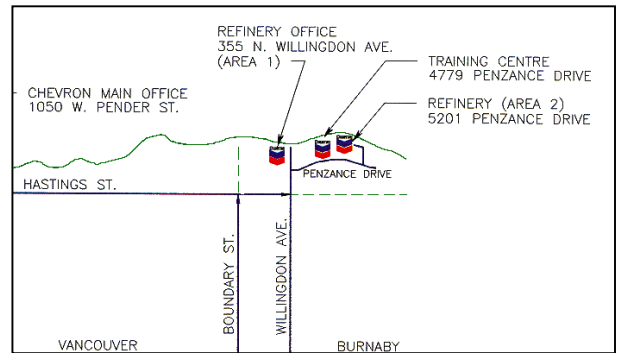 REFINERY OFFICE
355 N. WILLINGDON AVE.
(AREA 1)
TRAINING CENTRE
4779 PENZANCE DRIVE
CHEVRON MAIN OFFICE
1050 W. PENDER ST.
REFINERY (AREA 2)
5201 PENZANCE DRIVE
PENZANCE DRIVE
HASTINGS ST.
BOUNDARY ST.
WILLINGDON AVE.
VANCOUVER
BURNABY